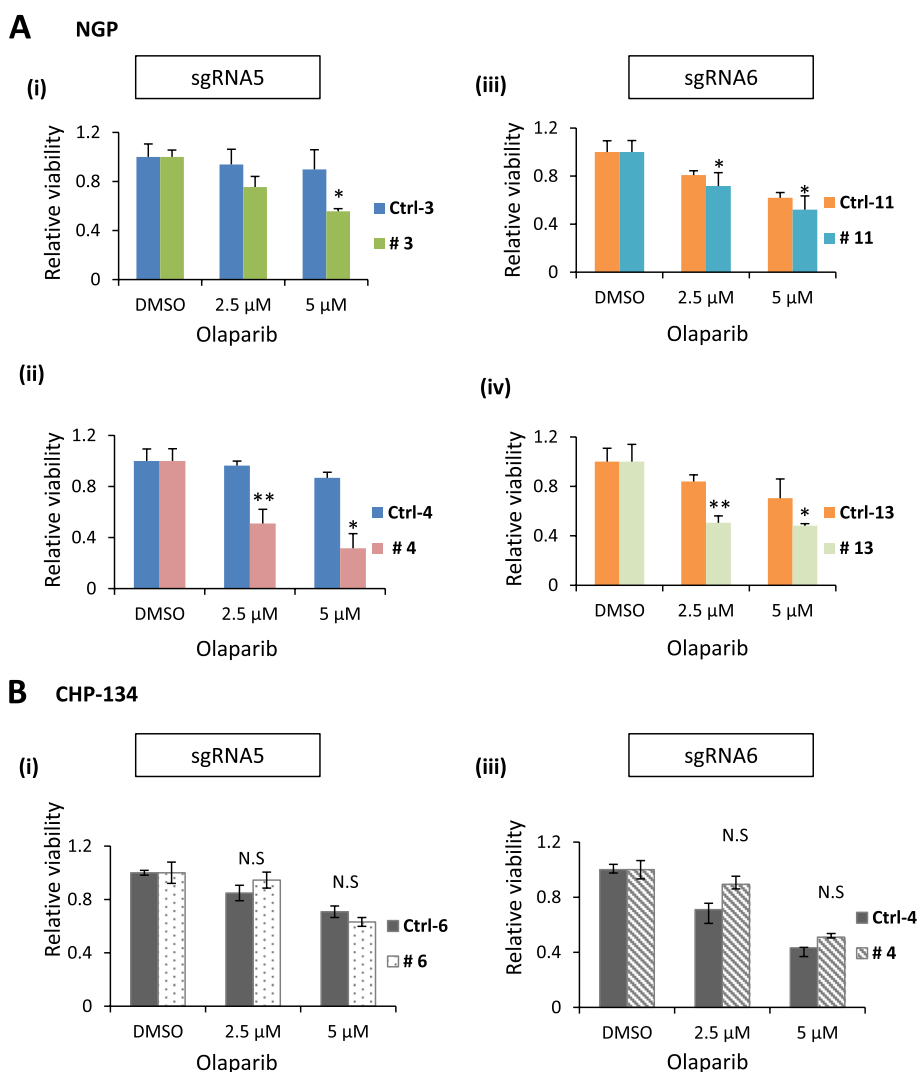 A NGP
(i)
sgRNA5
Relative viability
1.2
0.8
0.4
0
*
DMSO 2.5 µM 5 µM
Olaparib
Ctrl-3
# 3
(iii)
sgRNA6
Relative viability
1.2
0.8
0.4
0
* *
DMSO 2.5 µM 5 µM
Olaparib
Ctrl-11
# 11
(ii)
Relative viability
1.2
0.8
0.4
0
** *
DMSO 2.5 µM 5 µM
Olaparib
Ctrl-4
# 4
(iv)
Relative viability
1.2
0.8
0.4
0
** *
DMSO 2.5 µM 5 µM
Olaparib
Ctrl-13
# 13
B CHP-134
(i)
sgRNA5
Relative viability
1.2
0.8
0.4
0
N.S N.S
DMSO 2.5 µM 5 µM
Olaparib
Ctrl-6
# 6
(iii)
sgRNA6
Relative viability
1.2
0.8
0.4
0
N.S N.S
DMSO 2.5 µM 5 µM
Olaparib
Ctrl-4
# 4